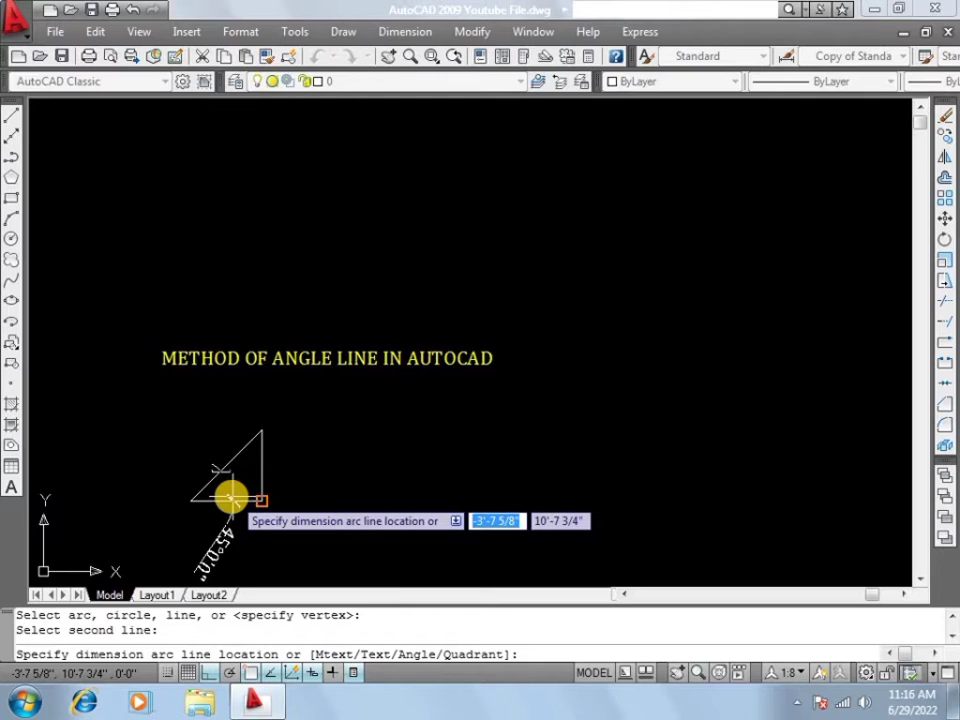 AutoCAD 2009 Youtube File.dwg
File Edit View Insert Format Tools Draw Dimension Modify Window Help Express
Standard Copy of Standa Stan
AutoCAD Classic 0 ByLayer ByLayer ByL
METHOD OF ANGLE LINE IN AUTOCAD
Y
X
45°0'0"
Specify dimension arc line location or -3'-7 5/8" 10'-7 3/4"
Model Layout1 Layout2
Select arc, circle, line, or <specify vertex>:
Select second line:
Specify dimension arc line location or [Mtext/Text/Angle/Quadrant]:
-3'-7 5/8", 10'-7 3/4", 0'-0" MODEL 1:8
11:16 AM
6/29/2022